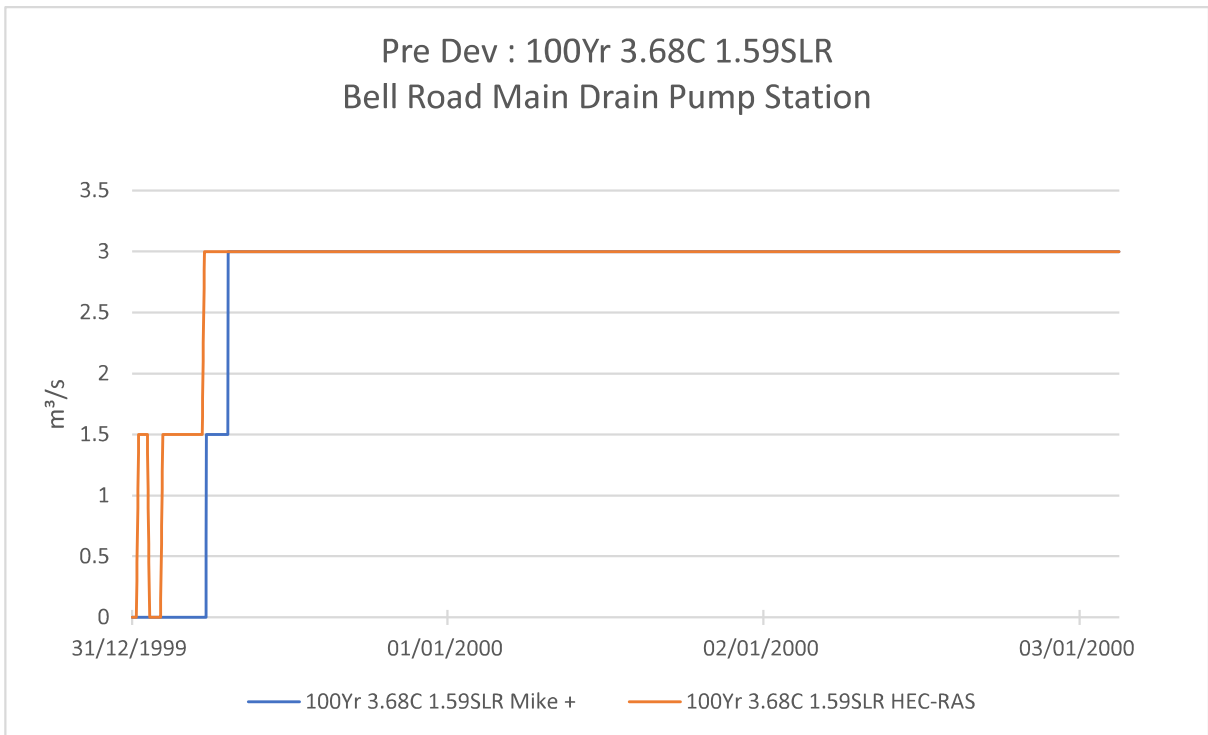 Pre Dev : 100Yr 3.68C 1.59SLR
Bell Road Main Drain Pump Station
3.5
3
2.5
2
1.5
1
0.5
0
m³/s
31/12/1999 01/01/2000 02/01/2000 03/01/2000
100Yr 3.68C 1.59SLR Mike + 100Yr 3.68C 1.59SLR HEC-RAS